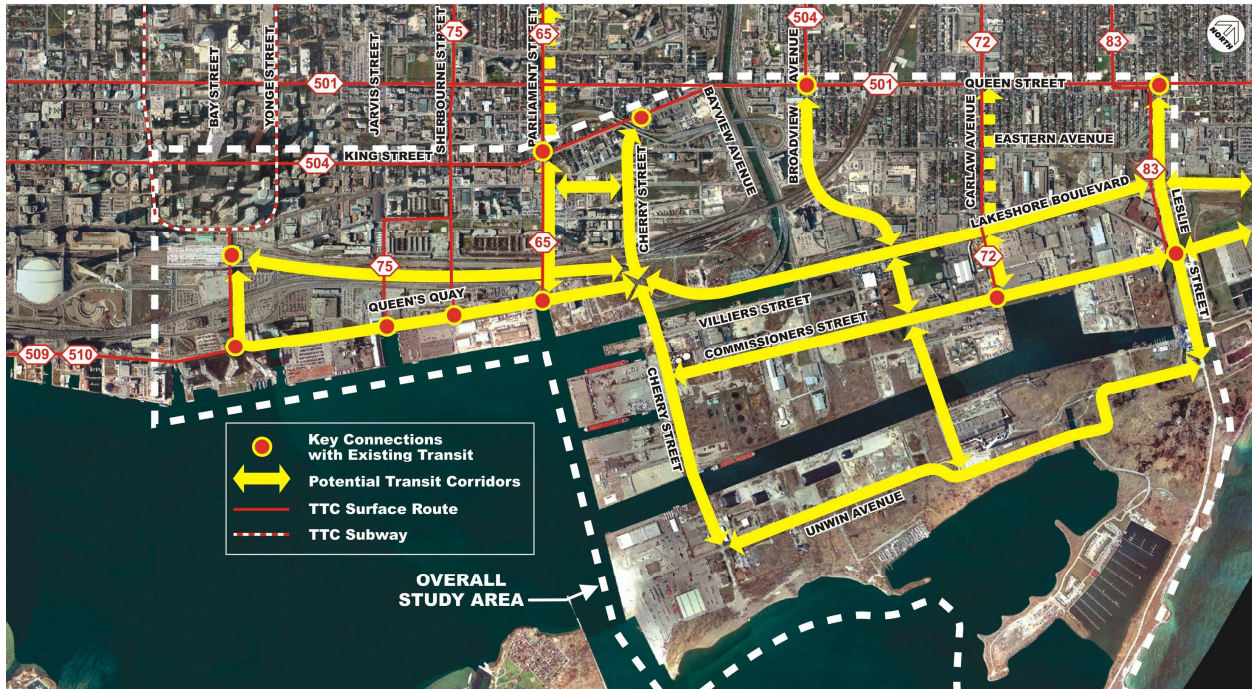 NORTH
504
75
65
72
83
501
501
QUEEN STREET
BAY STREET
YONGE STREET
JARVIS STREET
SHERBOURNE STREET
PARLIAMENT STREET
BAYVIEW AVENUE
BROADVIEW AVENUE
CARLAW AVENUE
EASTERN AVENUE
504
KING STREET
83
CHERRY STREET
LAKESHORE BOULEVARD
LESLIE STREET
65
75
72
QUEEN'S QUAY
VILLIERS STREET
COMMISSIONERS STREET
509
510
CHERRY STREET
UNWIN AVENUE
Key Connections
with Existing Transit
Potential Transit Corridors
TTC Surface Route
TTC Subway
OVERALL
STUDY AREA